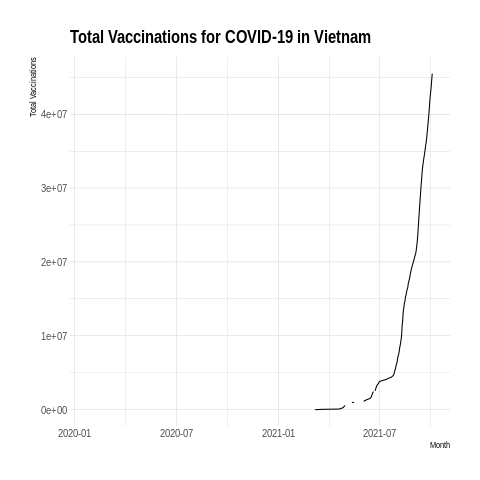 Total Vaccinations for COVID-19 in Vietnam
Total Vaccinations
4e+07
3e+07
2e+07
1e+07
0e+00
2020-01 2020-07 2021-01 2021-07
Month